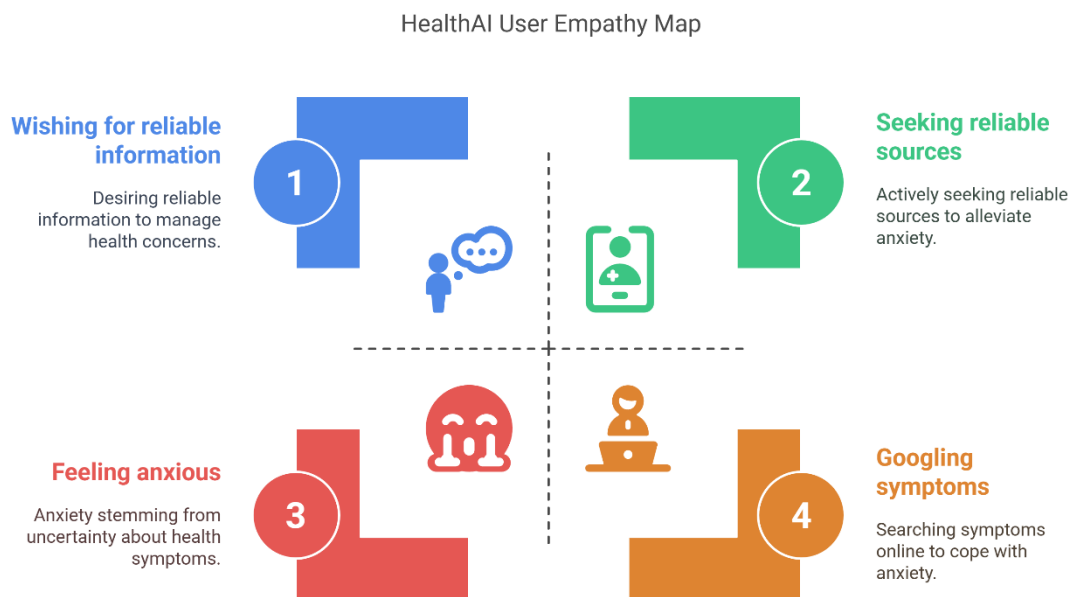 HealthAI User Empathy Map
Wishing for reliable
information
1
Desiring reliable
information to manage
health concerns.
2
Seeking reliable
sources
Actively seeking reliable
sources to alleviate
anxiety.
Feeling anxious
3
Anxiety stemming from
uncertainty about health
symptoms.
4
Googling
symptoms
Searching symptoms
online to cope with
anxiety.